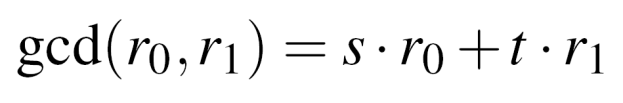 gcd(r₀, r₁) = s · r₀ + t · r₁